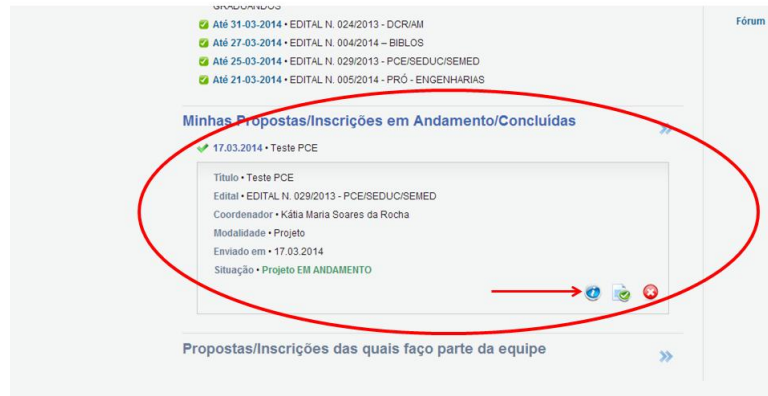 GRADUANDOS
Até 31-03-2014 • EDITAL N. 024/2013 - DCR/AM
Até 27-03-2014 • EDITAL N. 004/2014 – BIBLOS
Até 25-03-2014 • EDITAL N. 029/2013 - PCE/SEDUC/SEMED
Até 21-03-2014 • EDITAL N. 005/2014 - PRÓ - ENGENHARIAS
Fórum
Minhas Propostas/Inscrições em Andamento/Concluídas
17.03.2014 • Teste PCE
Título • Teste PCE
Edital • EDITAL N. 029/2013 - PCE/SEDUC/SEMED
Coordenador • Kátia Maria Soares da Rocha
Modalidade • Projeto
Enviado em • 17.03.2014
Situação • Projeto EM ANDAMENTO
Propostas/Inscrições das quais faço parte da equipe